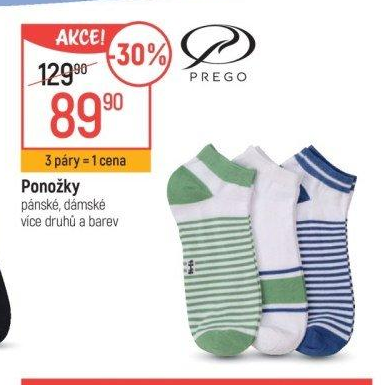 AKCE!
-30%
129⁹⁰
89⁹⁰
3 páry = 1 cena
PREGO
Ponožky
pánské, dámské
více druhů a barev